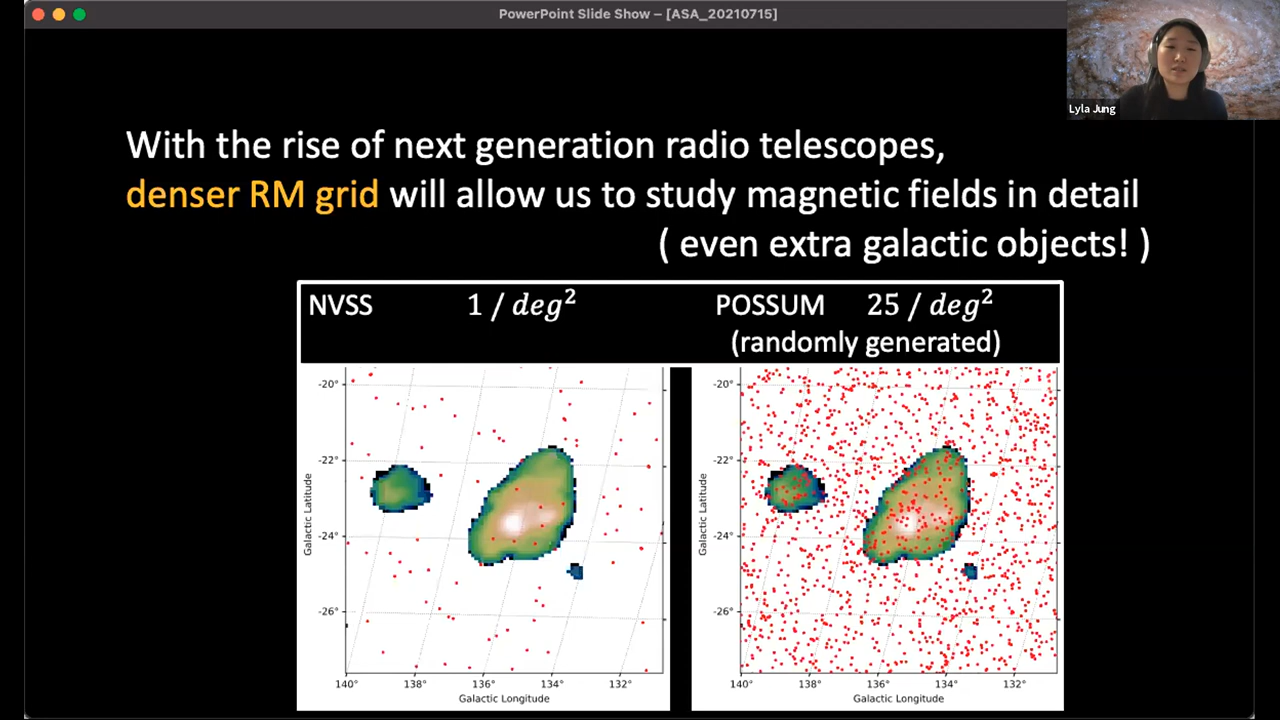 PowerPoint Slide Show – [ASA_20210715]
Lyla Jung
With the rise of next generation radio telescopes,
denser RM grid will allow us to study magnetic fields in detail
( even extra galactic objects! )
NVSS 1 / deg² POSSUM 25 / deg²
(randomly generated)
-20° -20°
-22° -22°
-24° -24°
-26° -26°
Galactic Latitude Galactic Latitude
140° 138° 136° 134° 132° 140° 138° 136° 134° 132°
Galactic Longitude Galactic Longitude